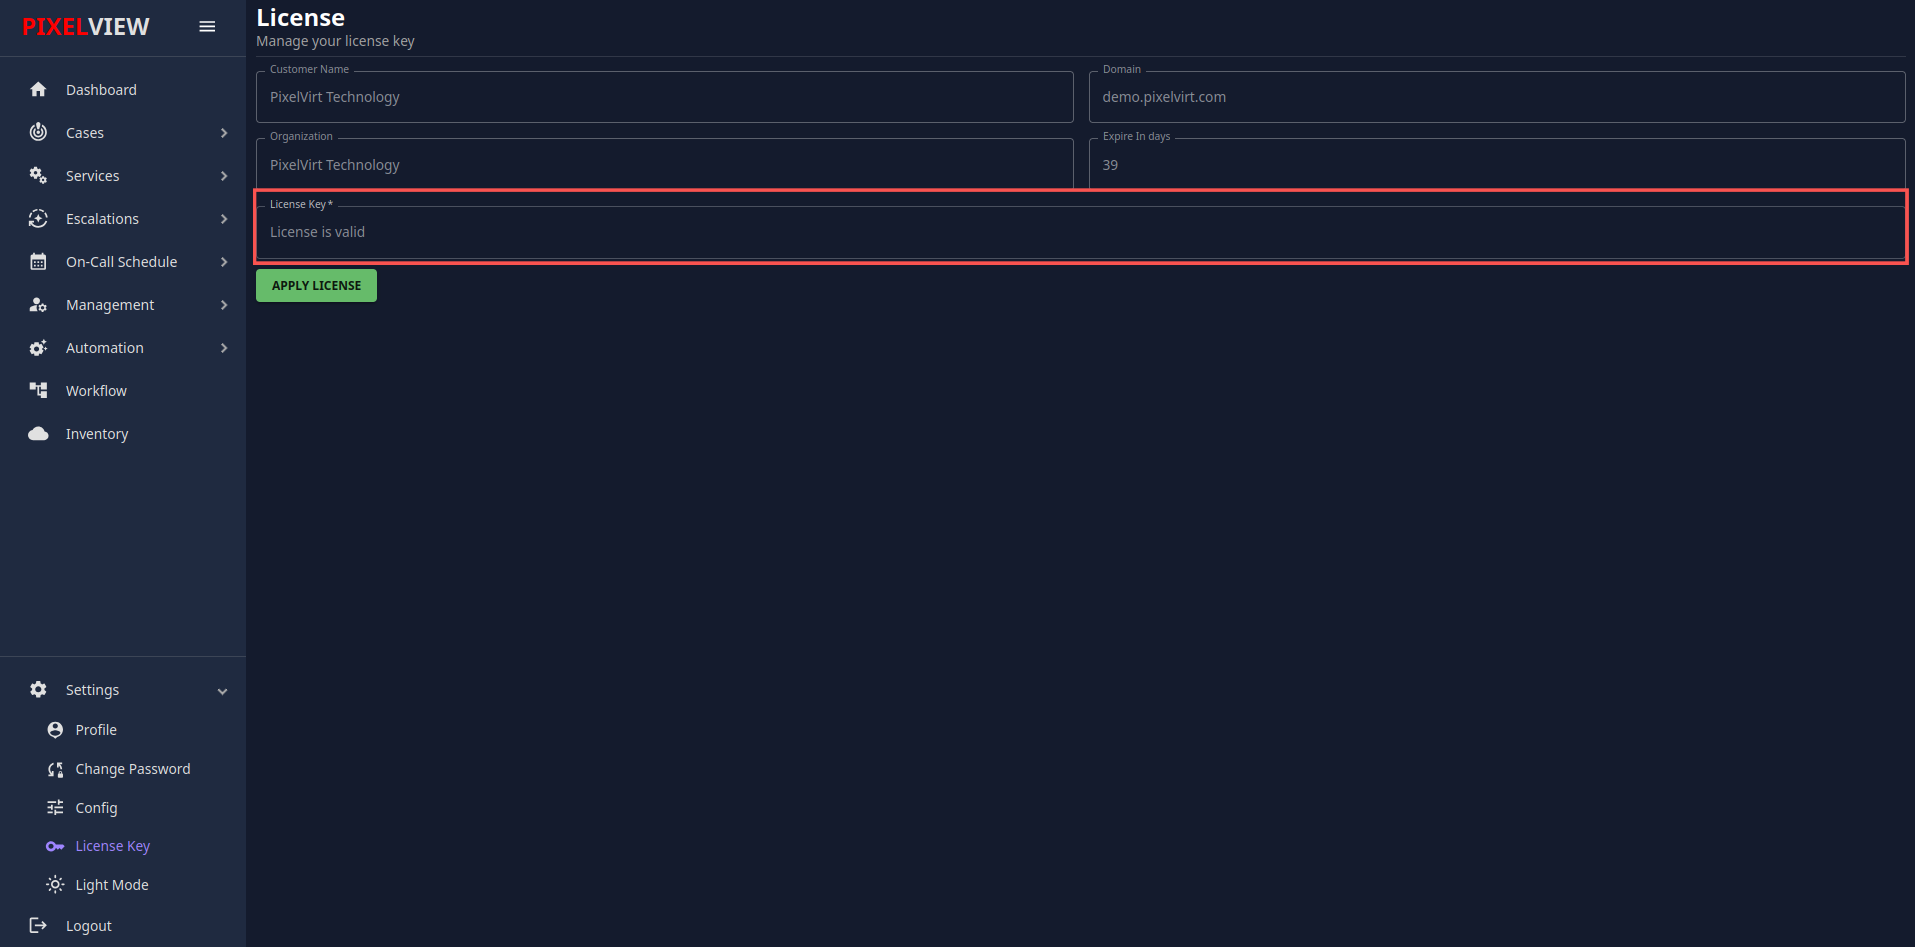 PIXELVIEW
Dashboard
Cases
Services
Escalations
On-Call Schedule
Management
Automation
Workflow
Inventory
Settings
Profile
Change Password
Config
License Key
Light Mode
Logout
License
Manage your license key
Customer Name
PixelVirt Technology
Domain
demo.pixelvirt.com
Organization
PixelVirt Technology
Expire In days
39
License Key *
License is valid
APPLY LICENSE